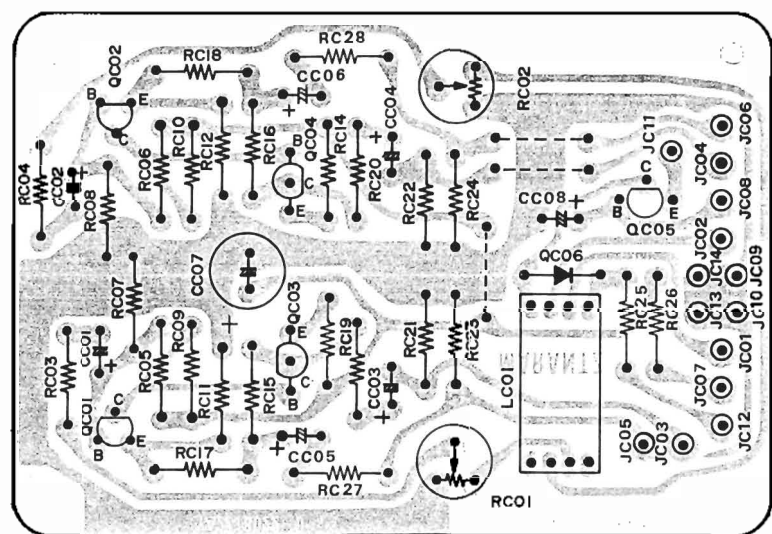 RC28
RC18
QC02
CC06
RC02
B E
C
+
CC04
+
JC06
RC10
RC12
RC16
QC04
B
C
E
RC14
JC11
JC04
RC04
CC02
+
RC08
RC06
RC20
RC22
RC24
CC08
+
C
B E
QC05
JC08
JC02
QC06
JC14
JC09
CC07
+
RC07
QC03
E
C
B
RC25
RC26
JC13
JC10
RC03
CC01
+
RC05
RC09
RC19
RC21
RC23
LC01
MARANTZ
JC01
RC11
RC15
CC03
+
JC07
QC01
C
B E
JC12
RC17
+
CC05
JC05
JC03
RC27
RC01